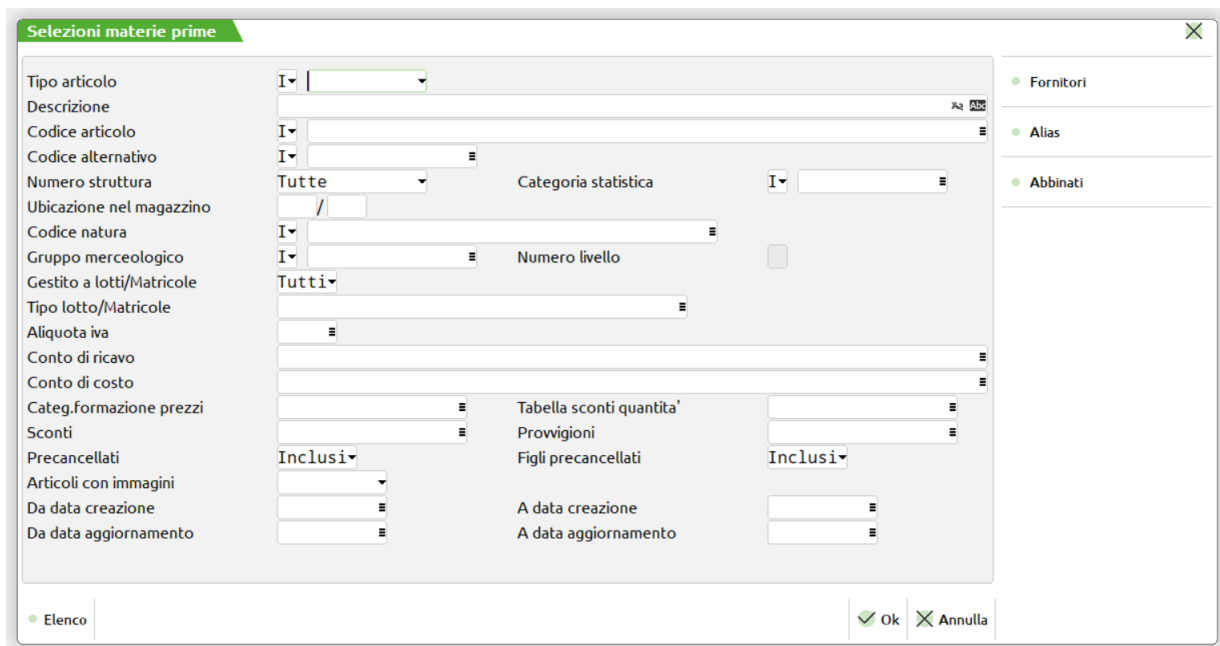 Selezioni materie prime
Tipo articolo I
Descrizione Abc
Codice articolo I
Codice alternativo I
Numero struttura Tutte Categoria statistica I
Ubicazione nel magazzino /
Codice natura I
Gruppo merceologico I Numero livello
Gestito a lotti/Matricole Tutti
Tipo lotto/Matricole
Aliquota iva
Conto di ricavo
Conto di costo
Categ.formazione prezzi Tabella sconti quantita'
Sconti Provvigioni
Precancellati Inclusi Figli precancellati Inclusi
Articoli con immagini
Da data creazione A data creazione
Da data aggiornamento A data aggiornamento
Fornitori
Alias
Abbinati
Elenco Ok Annulla